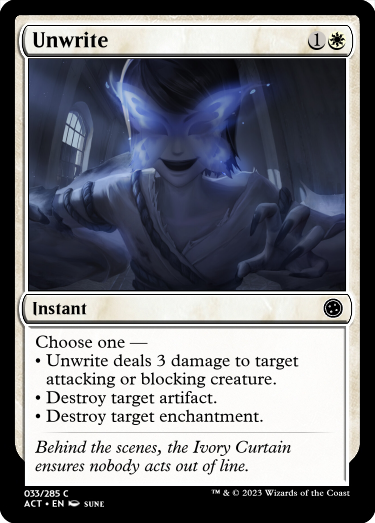 Unwrite 1
Instant
Choose one —
• Unwrite deals 3 damage to target
attacking or blocking creature.
• Destroy target artifact.
• Destroy target enchantment.
Behind the scenes, the Ivory Curtain
ensures nobody acts out of line.
033/285 C
ACT • EN SUNE
™ & © 2023 Wizards of the Coast